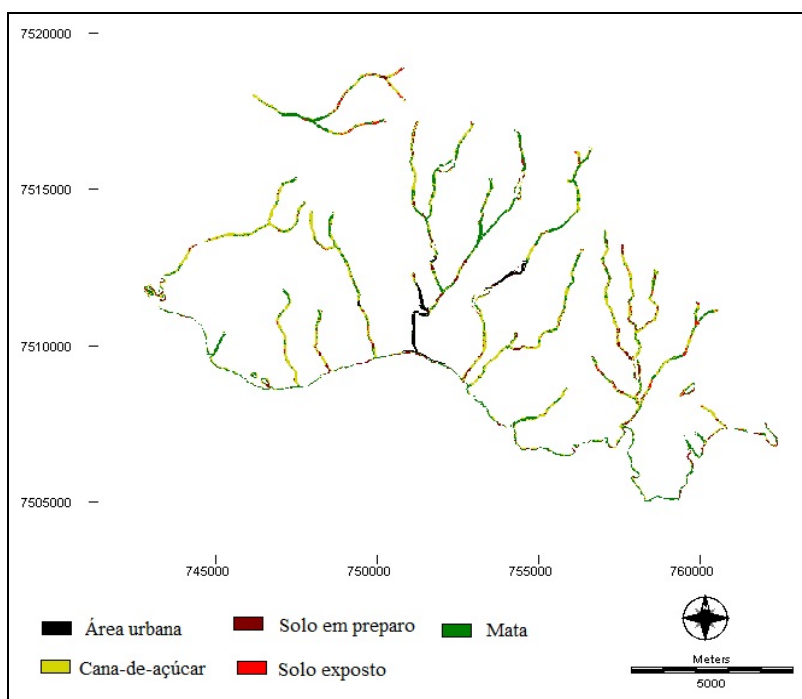 7520000
7515000
7510000
7505000
745000 750000 755000 760000
Área urbana Solo em preparo Mata
Cana-de-açúcar Solo exposto
Meters
5000